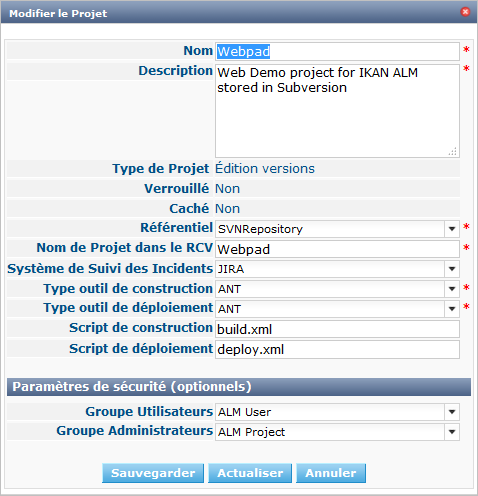 Modifier le Projet
Nom Webpad *
Description Web Demo project for IKAN ALM *
stored in Subversion
Type de Projet Édition versions
Verrouillé Non
Caché Non
Référentiel SVNRepository *
Nom de Projet dans le RCV Webpad *
Système de Suivi des Incidents JIRA
Type outil de construction ANT *
Type outil de déploiement ANT *
Script de construction build.xml
Script de déploiement deploy.xml
Paramètres de sécurité (optionnels)
Groupe Utilisateurs ALM User
Groupe Administrateurs ALM Project
Sauvegarder Actualiser Annuler